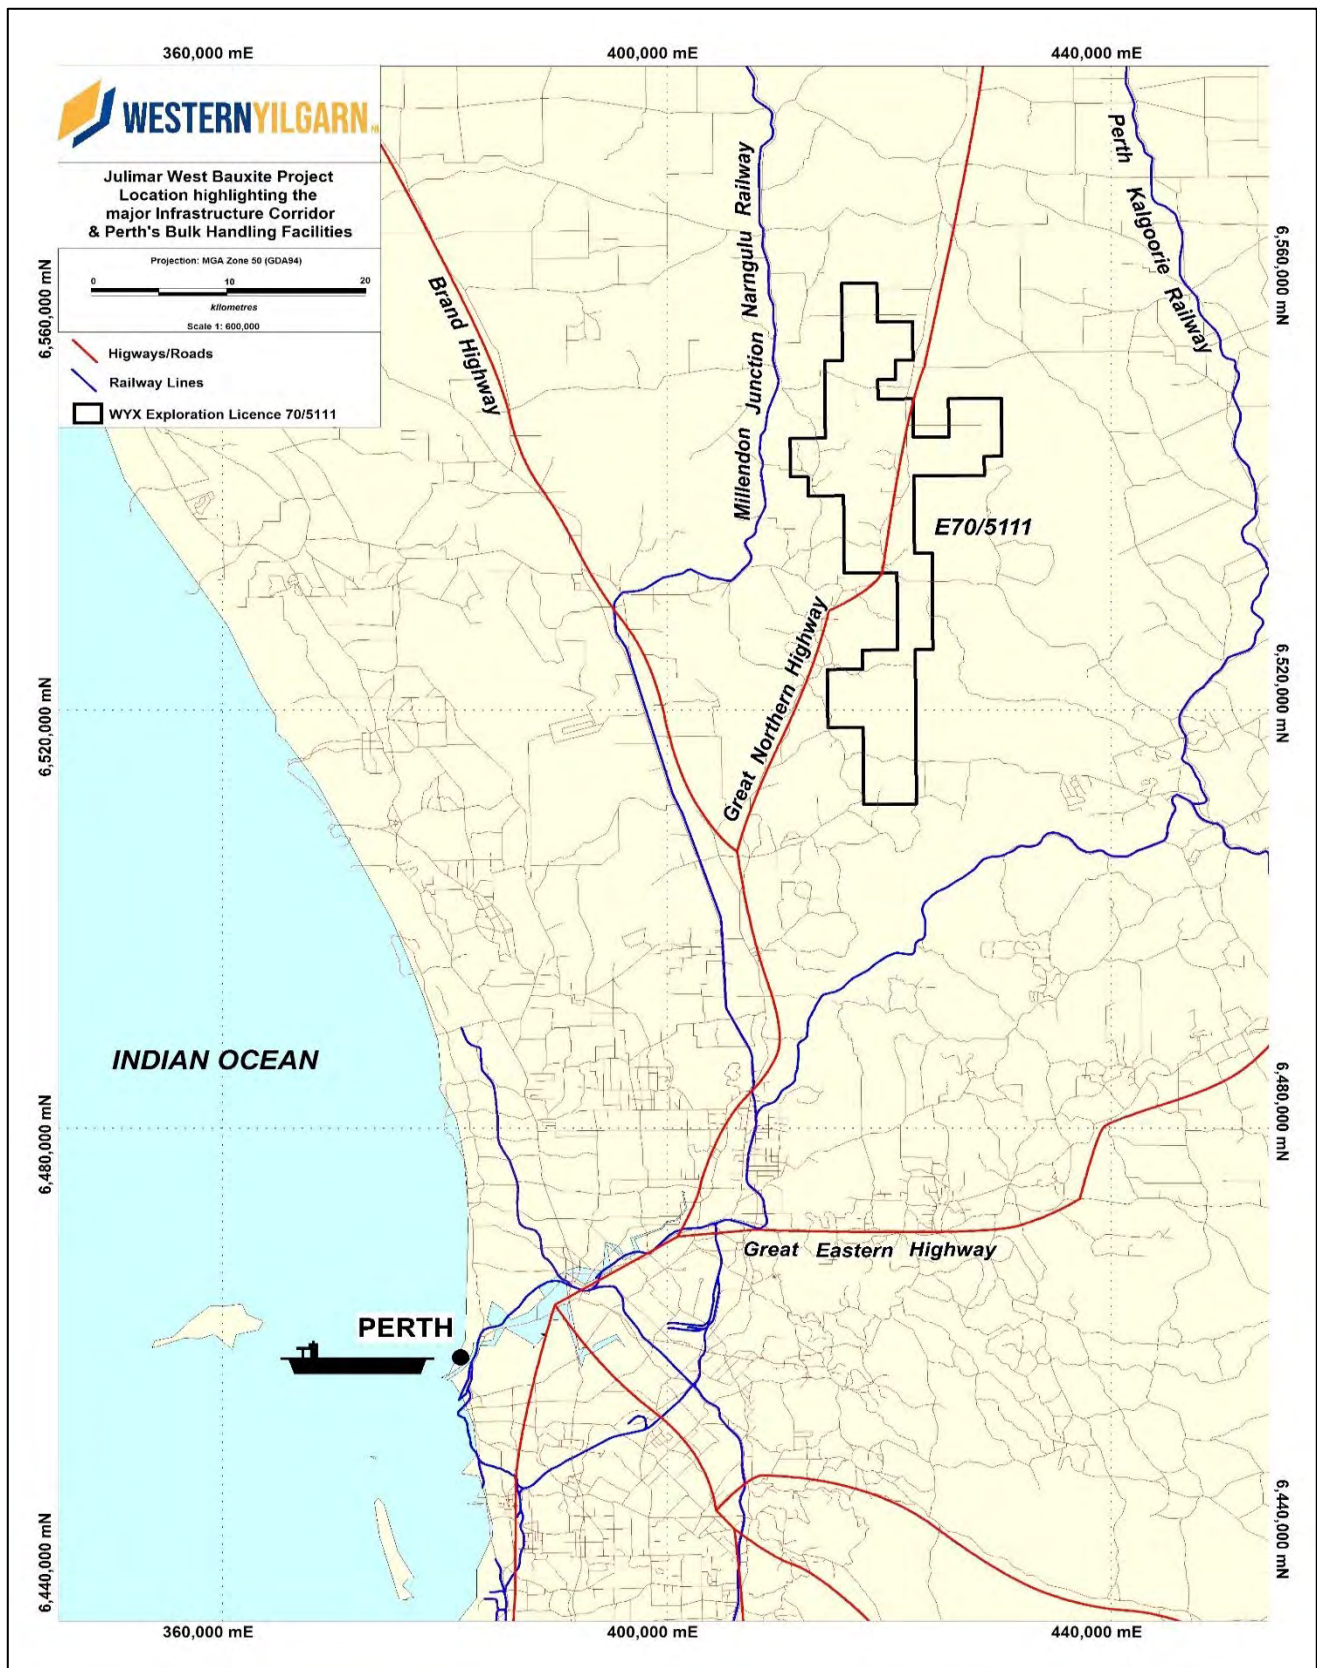 360,000 mE
400,000 mE
440,000 mE
WESTERNYILGARN
Julimar West Bauxite Project
Location highlighting the
major Infrastructure Corridor
& Perth's Bulk Handling Facilities
Projection: MGA Zone 50 (GDA94)
0 10 20
kilometres
Scale 1: 600,000
Higways/Roads
Railway Lines
WYX Exploration Licence 70/5111
Brand Highway
Millendon Junction Narngulu Railway
Perth Kalgoorie Railway
6,560,000 mN
6,560,000 mN
E70/5111
Great Northern Highway
6,520,000 mN
6,520,000 mN
INDIAN OCEAN
6,480,000 mN
6,480,000 mN
Great Eastern Highway
PERTH
6,440,000 mN
6,440,000 mN
360,000 mE
400,000 mE
440,000 mE